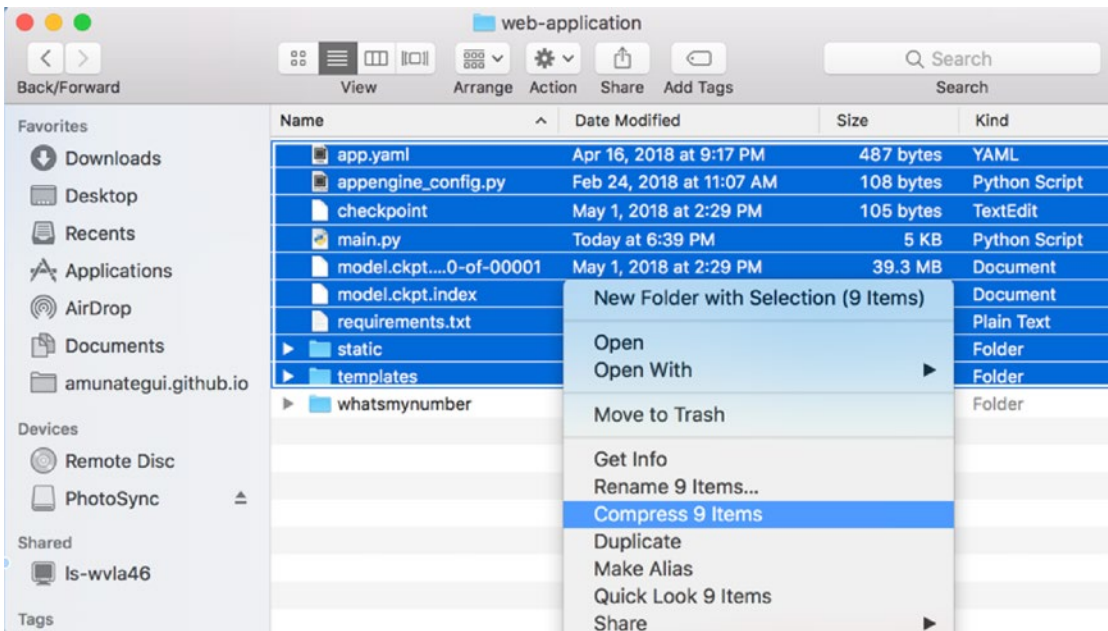 web-application
Back/Forward View Arrange Action Share Add Tags Search
Search
Favorites
Downloads
Desktop
Recents
Applications
AirDrop
Documents
amunategui.github.io
Devices
Remote Disc
PhotoSync
Shared
ls-wvla46
Tags
Name Date Modified Size Kind
app.yaml Apr 16, 2018 at 9:17 PM 487 bytes YAML
appengine_config.py Feb 24, 2018 at 11:07 AM 108 bytes Python Script
checkpoint May 1, 2018 at 2:29 PM 105 bytes TextEdit
main.py Today at 6:39 PM 5 KB Python Script
model.ckpt....0-of-00001 May 1, 2018 at 2:29 PM 39.3 MB Document
model.ckpt.index Document
requirements.txt Plain Text
static Folder
templates Folder
whatsmynumber Folder
New Folder with Selection (9 Items)
Open
Open With
Move to Trash
Get Info
Rename 9 Items...
Compress 9 Items
Duplicate
Make Alias
Quick Look 9 Items
Share